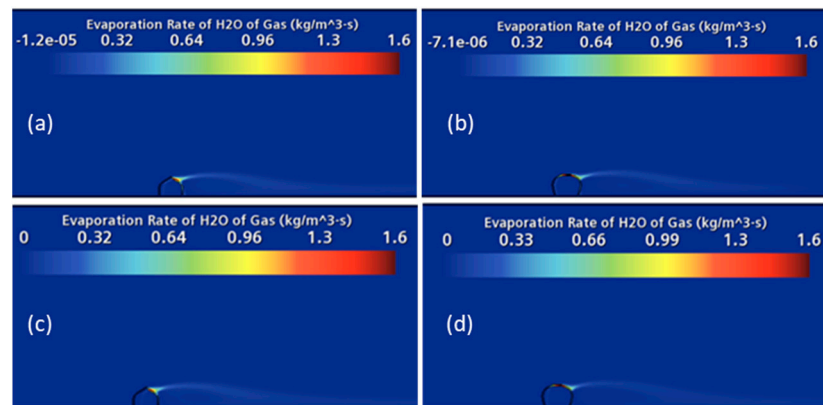 Evaporation Rate of H2O of Gas (kg/m^3-s)
-1.2e-05 0.32 0.64 0.96 1.3 1.6
(a)
Evaporation Rate of H2O of Gas (kg/m^3-s)
-7.1e-06 0.32 0.64 0.96 1.3 1.6
(b)
Evaporation Rate of H2O of Gas (kg/m^3-s)
0 0.32 0.64 0.96 1.3 1.6
(c)
Evaporation Rate of H2O of Gas (kg/m^3-s)
0 0.33 0.66 0.99 1.3 1.6
(d)